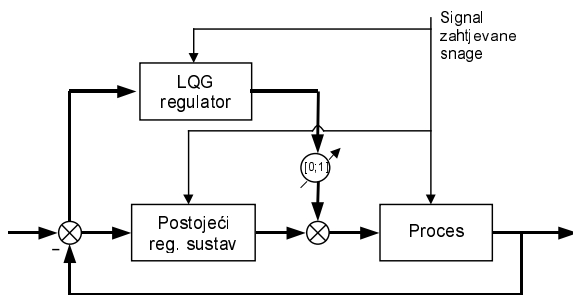 Signal
zahtjevane
snage
LQG
regulator
[0;1]
Postojeći
reg. sustav
Proces
–